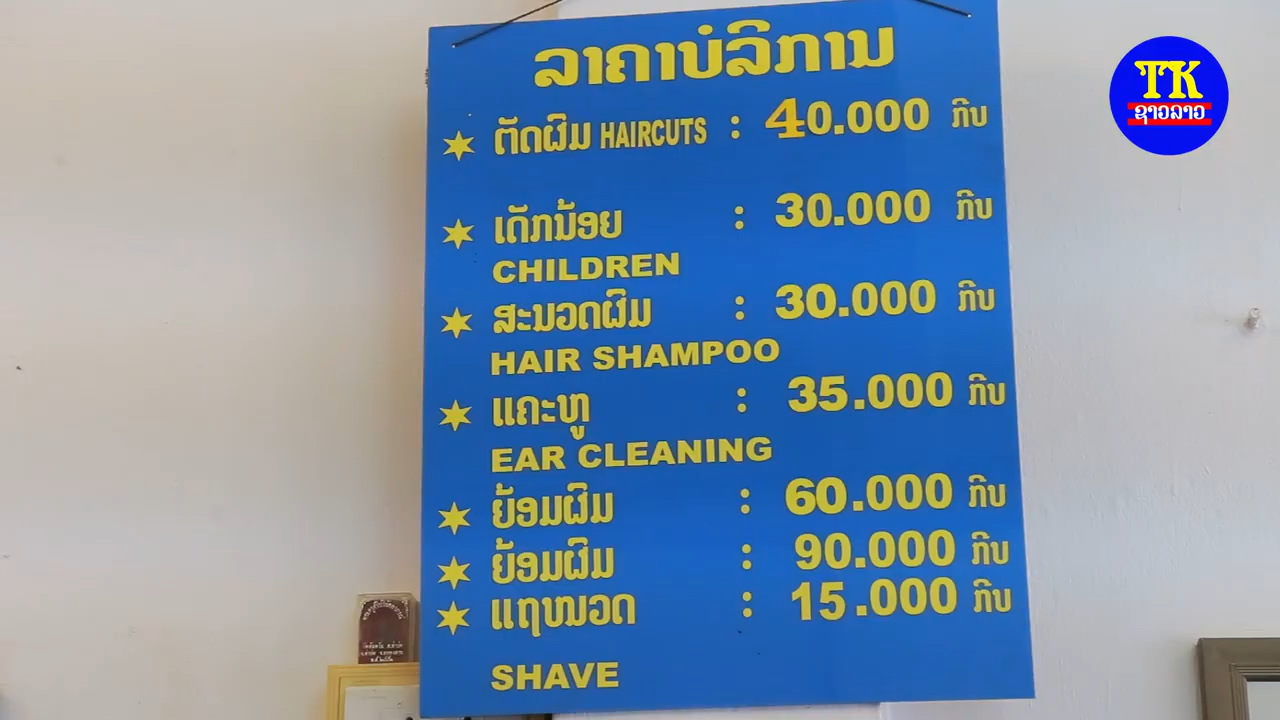 ລາຄາບໍລິການ
ຕັດຜົມ HAIRCUTS : 40.000 ກີບ
ເດັກນ້ອຍ : 30.000 ກີບ
CHILDREN
ສະນວດຜົມ : 30.000 ກີບ
HAIR SHAMPOO
ແຄະຫູ : 35.000 ກີບ
EAR CLEANING
ຍ້ອມຜົມ : 60.000 ກີບ
ຍ້ອມຜົມ : 90.000 ກີບ
ແຖໜວດ : 15.000 ກີບ
SHAVE
TK
ຊາວລາວ